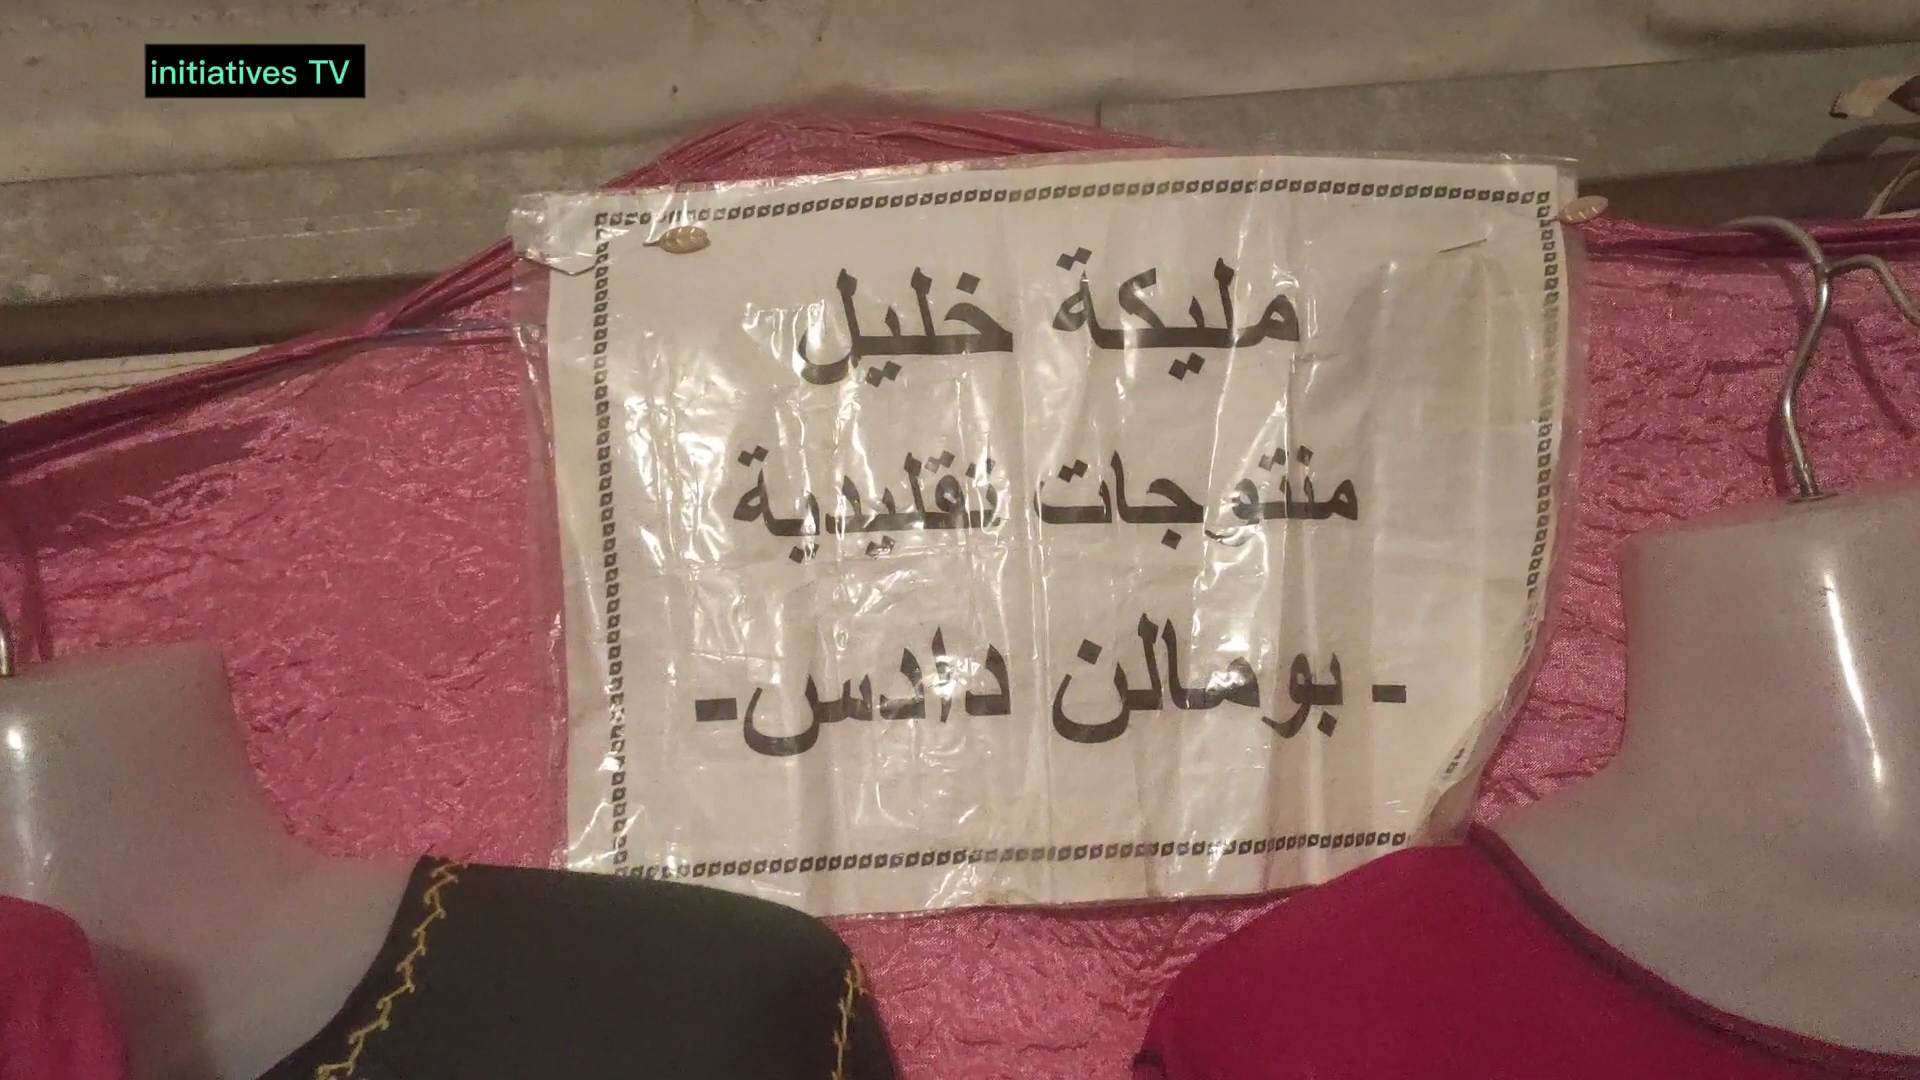 initiatives TV
مليكة خليل
منتوجات تقليدية
- بومالن دادس-